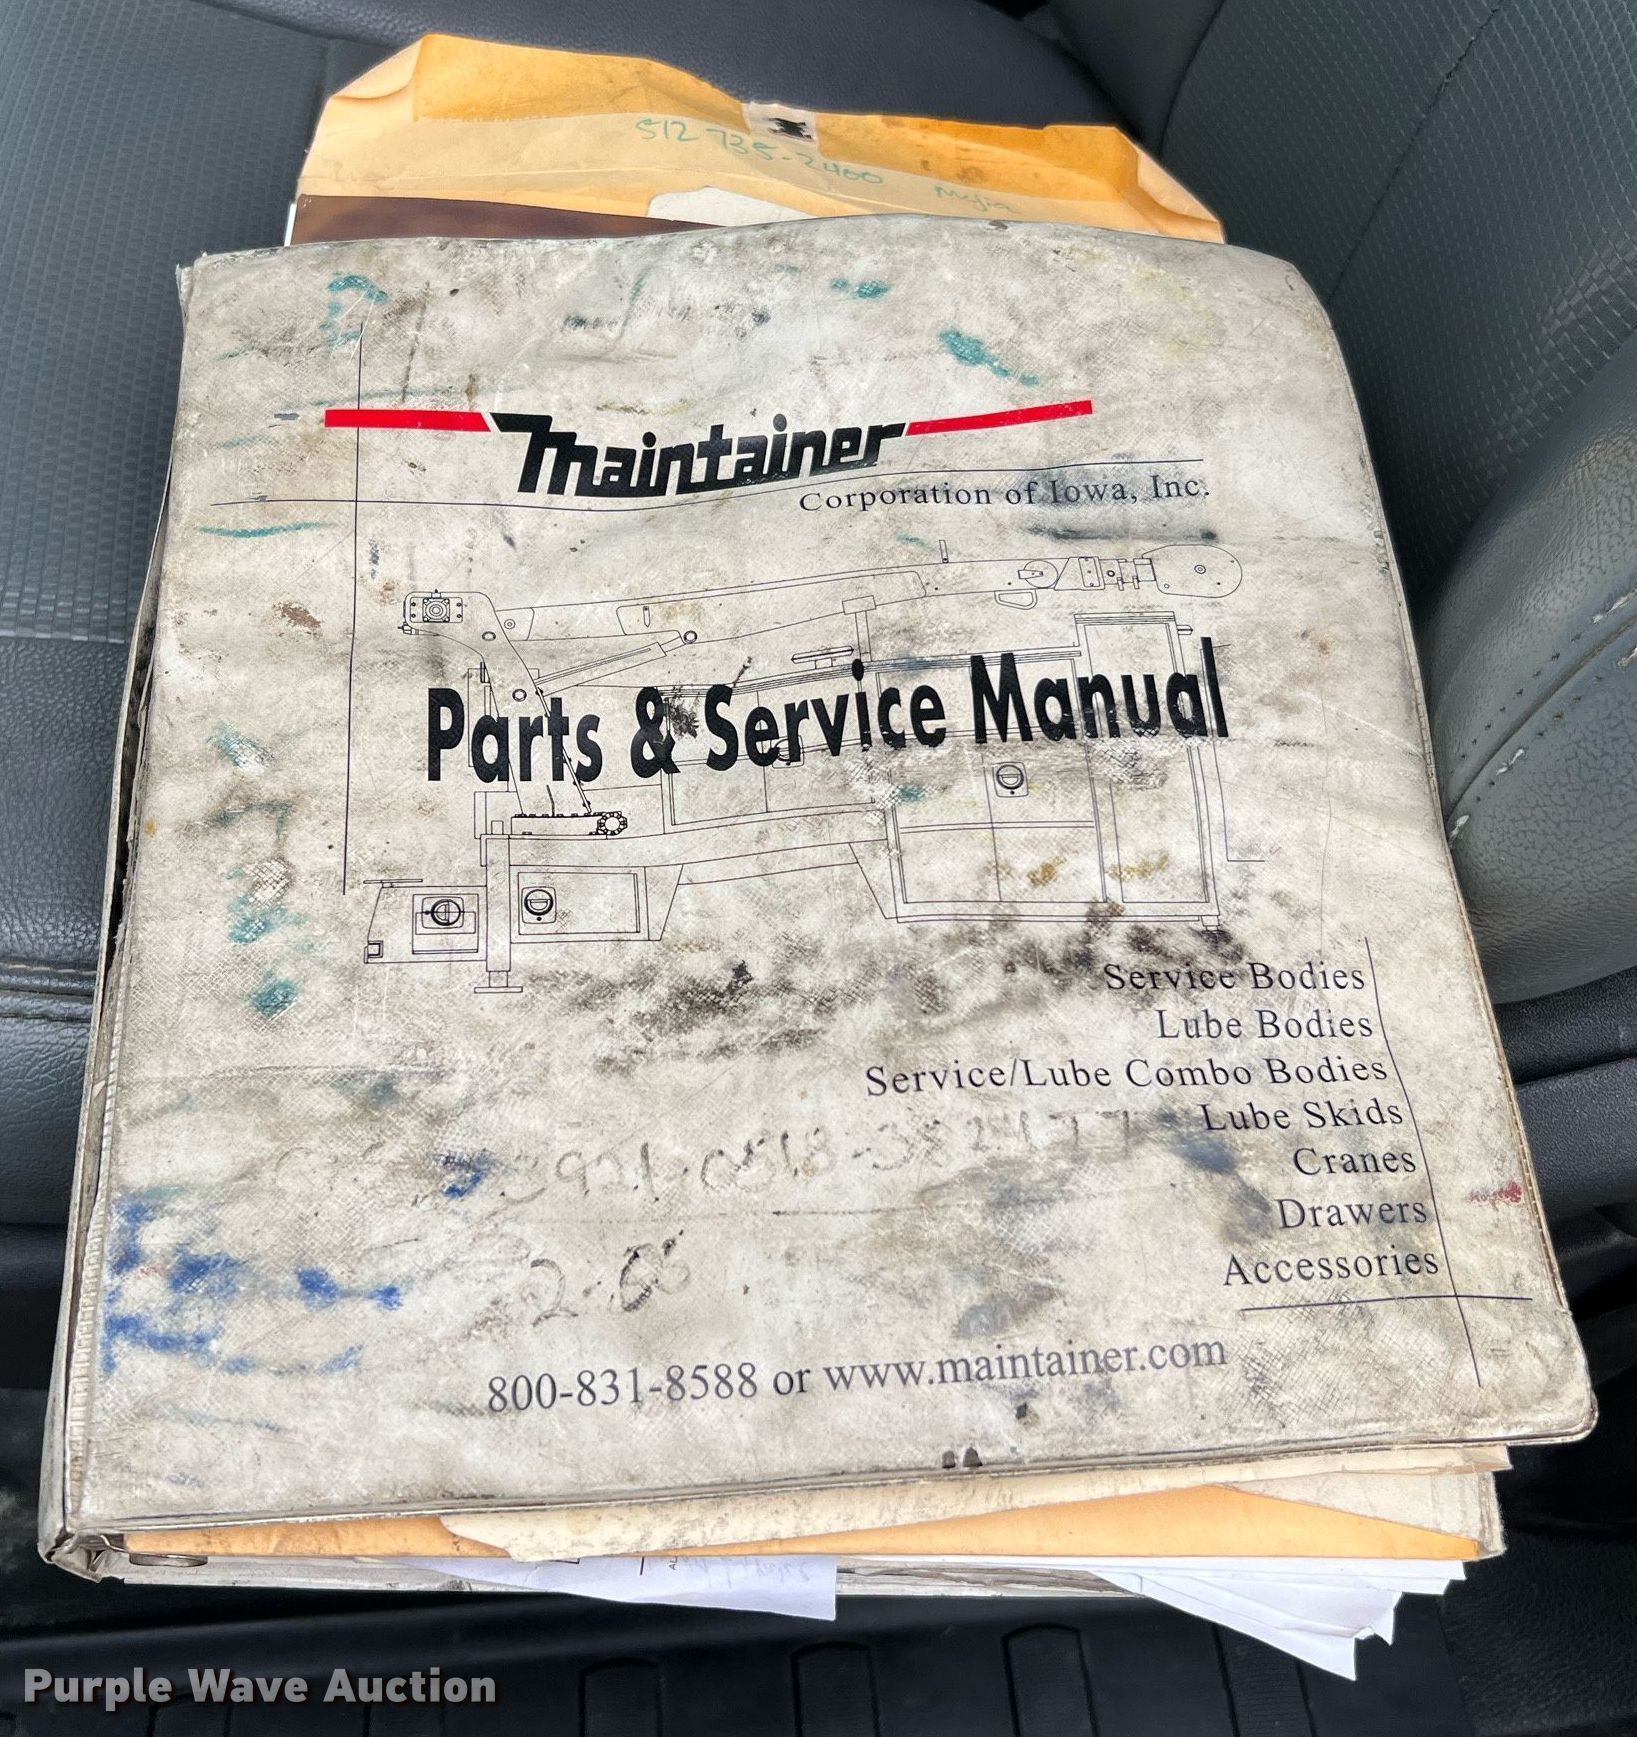 512 735-2400
Maintainer
Corporation of Iowa, Inc.
Parts & Service Manual
Service Bodies
Lube Bodies
Service/Lube Combo Bodies
Lube Skids
Cranes
Drawers
Accessories
800-831-8588 or www.maintainer.com
Purple Wave Auction